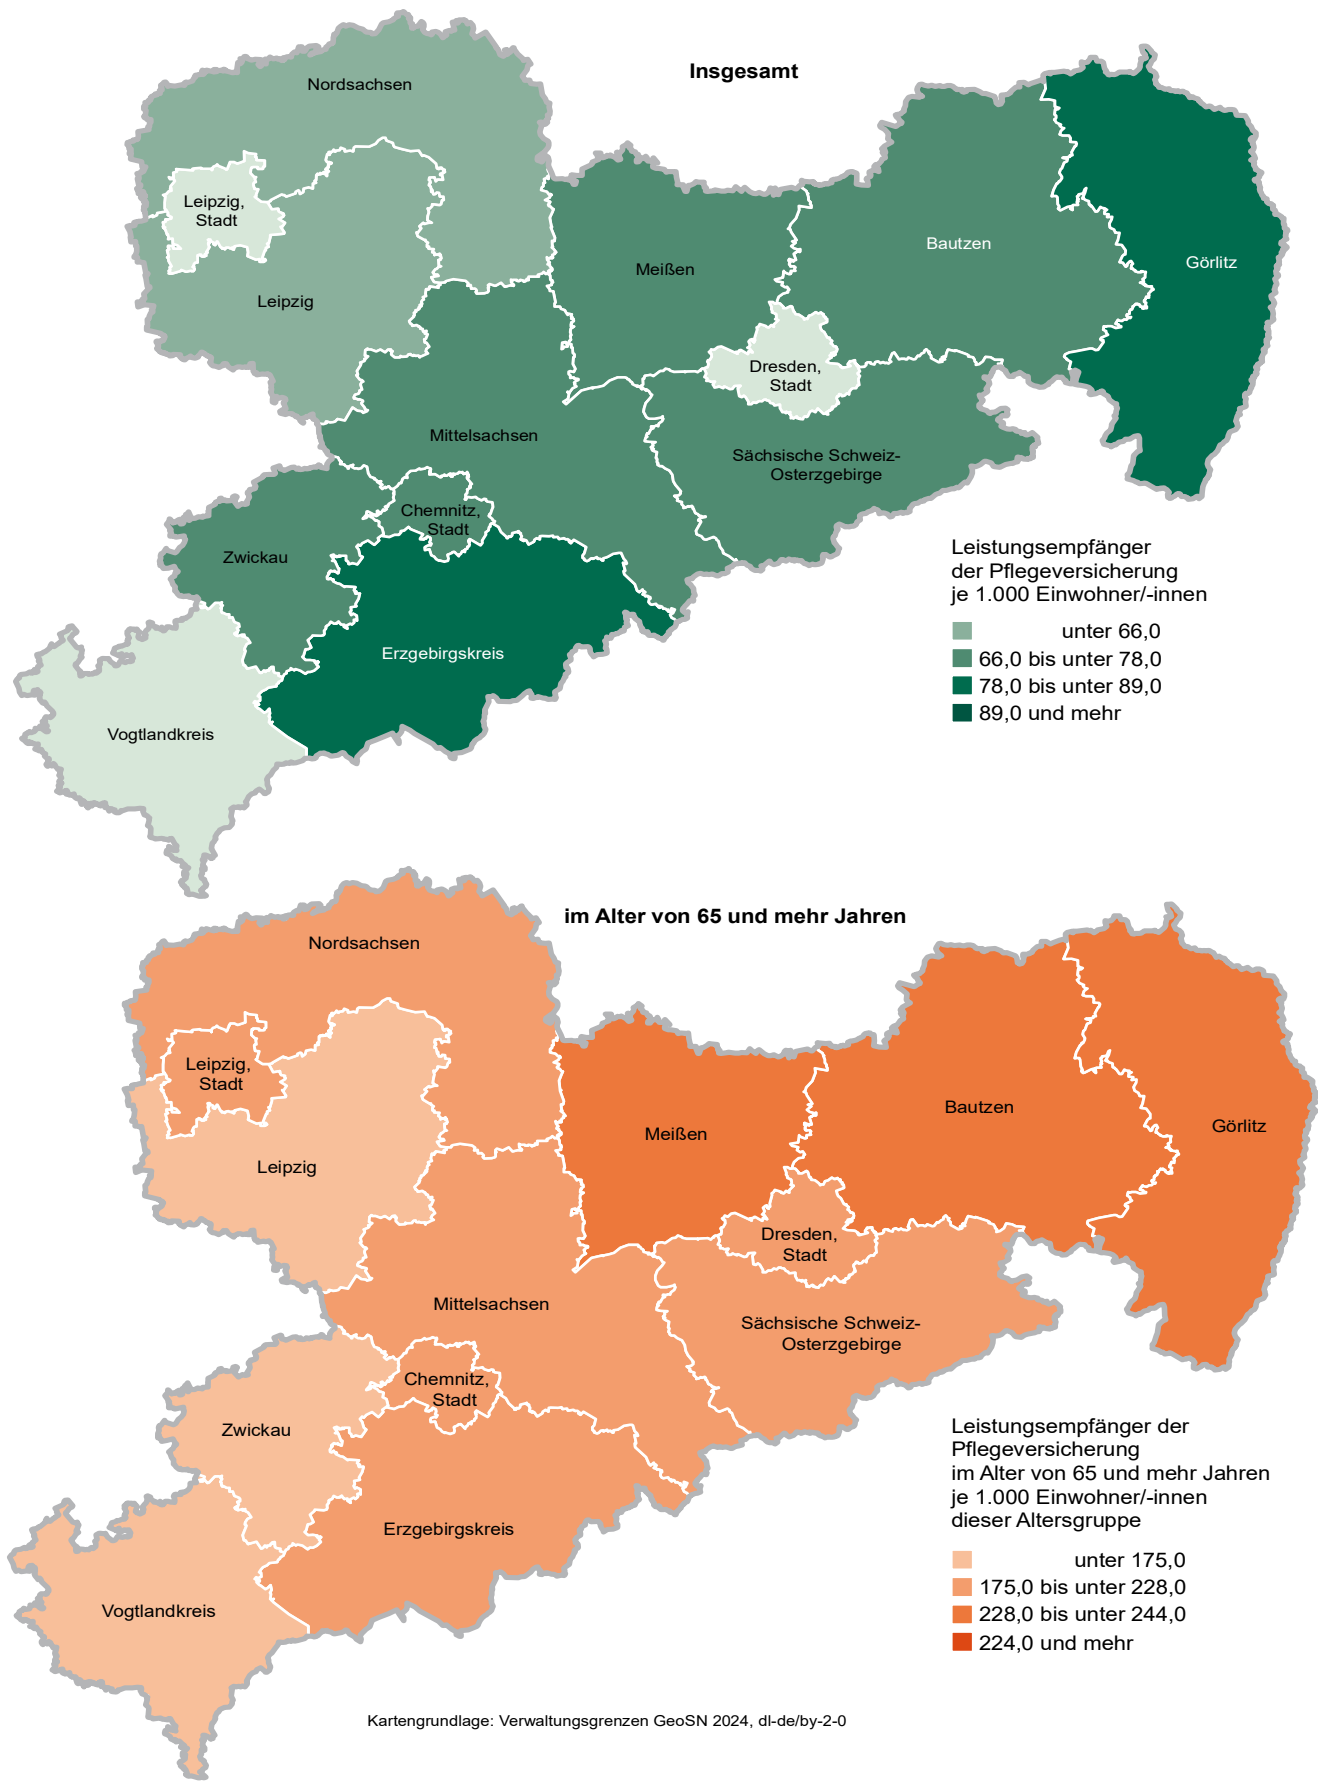 Insgesamt
Nordsachsen
Leipzig,
Stadt
Bautzen
Görlitz
Meißen
Leipzig
Dresden,
Stadt
Mittelsachsen
Sächsische Schweiz-
Osterzgebirge
Chemnitz,
Stadt
Zwickau
Erzgebirgskreis
Vogtlandkreis
Leistungsempfänger
der Pflegeversicherung
je 1.000 Einwohner/-innen
unter 66,0
66,0 bis unter 78,0
78,0 bis unter 89,0
89,0 und mehr
im Alter von 65 und mehr Jahren
Nordsachsen
Leipzig,
Stadt
Bautzen
Görlitz
Meißen
Leipzig
Dresden,
Stadt
Mittelsachsen
Sächsische Schweiz-
Osterzgebirge
Chemnitz,
Stadt
Zwickau
Erzgebirgskreis
Vogtlandkreis
Leistungsempfänger der
Pflegeversicherung
im Alter von 65 und mehr Jahren
je 1.000 Einwohner/-innen
dieser Altersgruppe
unter 175,0
175,0 bis unter 228,0
228,0 bis unter 244,0
224,0 und mehr
Kartengrundlage: Verwaltungsgrenzen GeoSN 2024, dl-de/by-2-0